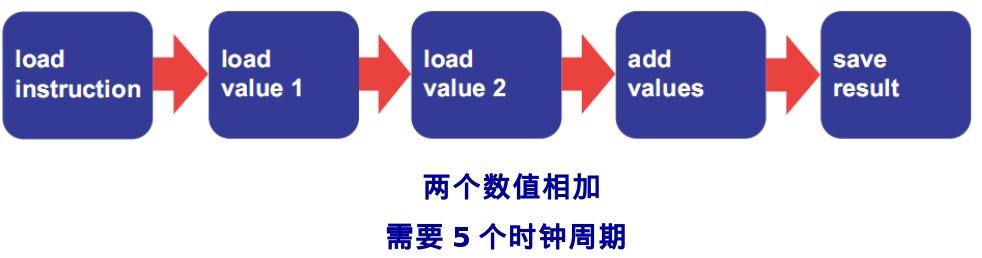 load
instruction
load
value 1
load
value 2
add
values
save
result
两个数值相加
需要 5 个时钟周期